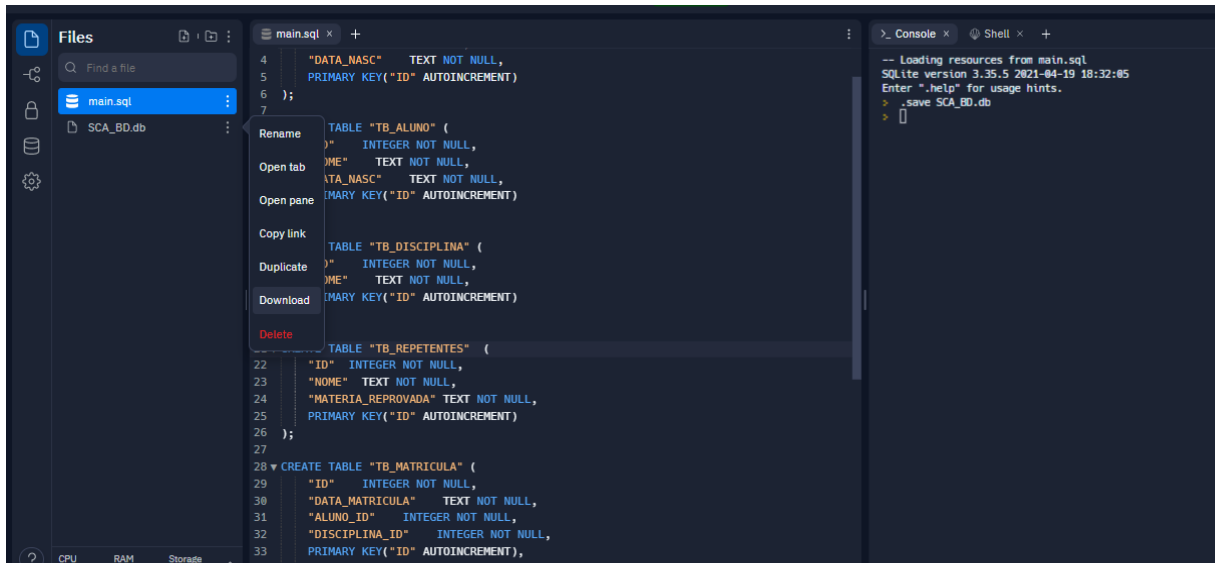 Files
Find a file
main.sql
SCA_BD.db
Rename
Open tab
Open pane
Copy link
Duplicate
Download
Delete
CPU RAM Storage
?
main.sql × +
4 "DATA_NASC" TEXT NOT NULL,
5 PRIMARY KEY("ID" AUTOINCREMENT)
6 );
7
TABLE "TB_ALUNO" (
" INTEGER NOT NULL,
OME" TEXT NOT NULL,
ATA_NASC" TEXT NOT NULL,
IMARY KEY("ID" AUTOINCREMENT)
TABLE "TB_DISCIPLINA" (
" INTEGER NOT NULL,
OME" TEXT NOT NULL,
IMARY KEY("ID" AUTOINCREMENT)
TABLE "TB_REPETENTES" (
22 "ID" INTEGER NOT NULL,
23 "NOME" TEXT NOT NULL,
24 "MATERIA_REPROVADA" TEXT NOT NULL,
25 PRIMARY KEY("ID" AUTOINCREMENT)
26 );
27
28 CREATE TABLE "TB_MATRICULA" (
29 "ID" INTEGER NOT NULL,
30 "DATA_MATRICULA" TEXT NOT NULL,
31 "ALUNO_ID" INTEGER NOT NULL,
32 "DISCIPLINA_ID" INTEGER NOT NULL,
33 PRIMARY KEY("ID" AUTOINCREMENT),
>_ Console × Shell × +
-- Loading resources from main.sql
SQLite version 3.35.5 2021-04-19 18:32:05
Enter ".help" for usage hints.
> .save SCA_BD.db
>